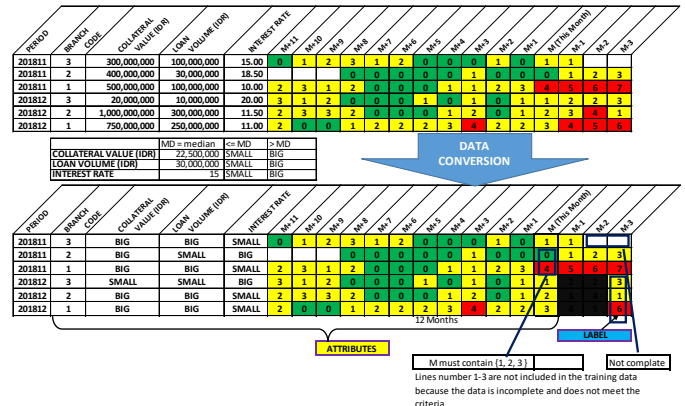 PERIOD BRANCH CODE COLLATERAL VALUE (IDR) LOAN VOLUME (IDR) INTEREST RATE M+11 M+10 M+9 M+8 M+7 M+6 M+5 M+4 M+3 M+2 M+1 M (This Month) M-1 M-2 M-3
201811 3 300,000,000 100,000,000 15.00 0 1 2 3 1 2 0 0 0 1 0 1 1
201811 2 400,000,000 30,000,000 18.50 0 0 0 0 0 1 0 0 0 1 2 3
201811 1 500,000,000 100,000,000 10.00 2 3 1 2 0 0 0 1 1 2 3 4 5 6 7
201812 3 20,000,000 10,000,000 20.00 3 1 2 0 0 0 1 0 1 0 1 1 2 2 3
201812 2 1,000,000,000 300,000,000 11.50 2 3 3 2 0 0 0 1 2 0 1 2 3 4 1
201812 1 750,000,000 250,000,000 11.00 2 0 0 1 2 2 2 3 4 2 2 3 4 5 6
MD = median <= MD > MD
COLLATERAL VALUE (IDR) 22,500,000 SMALL BIG
LOAN VOLUME (IDR) 30,000,000 SMALL BIG
INTEREST RATE 15 SMALL BIG
DATA
CONVERSION
PERIOD BRANCH CODE COLLATERAL VALUE (IDR) LOAN VOLUME (IDR) INTEREST RATE M+11 M+10 M+9 M+8 M+7 M+6 M+5 M+4 M+3 M+2 M+1 M (This Month) M-1 M-2 M-3
201811 3 BIG BIG SMALL 0 1 2 3 1 2 0 0 0 1 0 1 1
201811 2 BIG SMALL BIG 0 0 0 0 0 1 0 0 0 1 2 3
201811 1 BIG BIG SMALL 2 3 1 2 0 0 0 1 1 2 3 4 5 6 7
201812 3 SMALL SMALL BIG 3 1 2 0 0 0 1 0 1 0 1 1 3
201812 2 BIG BIG SMALL 2 3 3 2 0 0 0 1 2 0 1 2 1
201812 1 BIG BIG SMALL 2 0 0 1 2 2 2 3 4 2 2 3 6
12 Months
LABEL
ATTRIBUTES
M must contain {1, 2, 3 }
Not complate
Lines number 1-3 are not included in the training data
because the data is incomplete and does not meet the
criteria